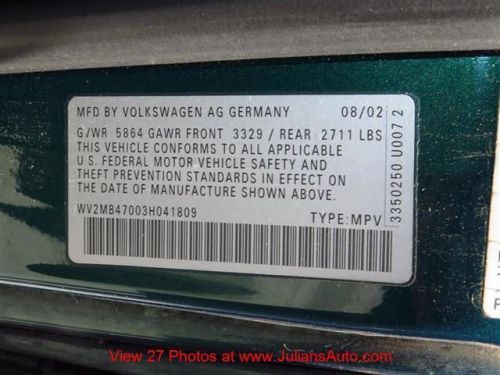 MFD BY VOLKSWAGEN AG GERMANY 08/02
G/WR 5864 GAWR FRONT 3329 / REAR 2711 LBS
THIS VEHICLE CONFORMS TO ALL APPLICABLE
U.S. FEDERAL MOTOR VEHICLE SAFETY AND
THEFT PREVENTION STANDARDS IN EFFECT ON
DATE OF MANUFACTURE SHOWN ABOVE.
WV2MB47003H041809 TYPE: MPV
3350250 U007 2
View 27 Photos at www.JuliansAuto.com